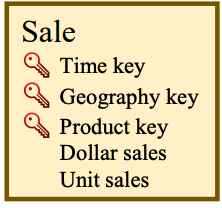 Sale
Time key
Geography key
Product key
Dollar sales
Unit sales